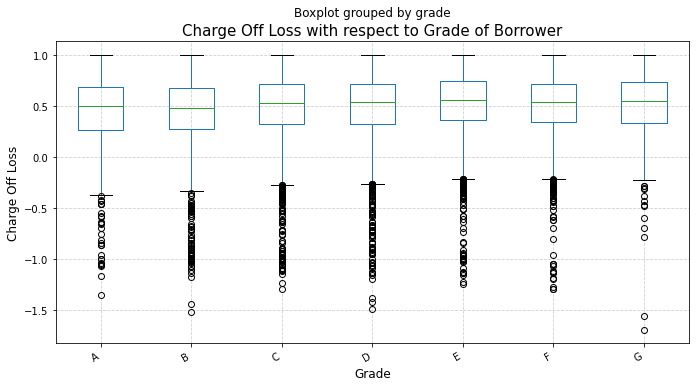 Boxplot grouped by grade
Charge Off Loss with respect to Grade of Borrower
1.0
0.5
0.0
−0.5
−1.0
−1.5
Charge Off Loss
A B C D E F G
Grade